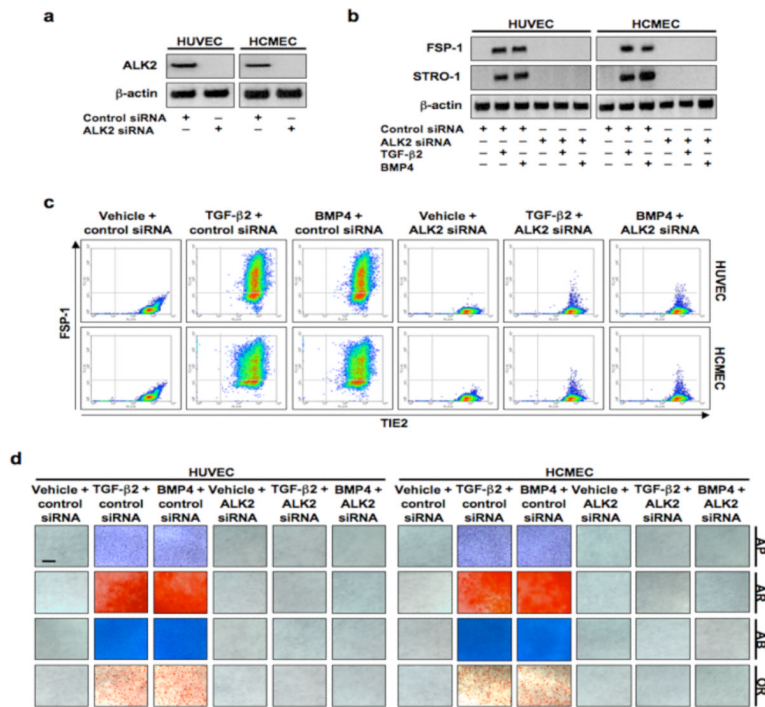 a
HUVEC HCMEC
ALK2
β-actin
Control siRNA + – + –
ALK2 siRNA – + – +
b
HUVEC HCMEC
FSP-1
STRO-1
β-actin
Control siRNA + + + – – – + + + – – –
ALK2 siRNA – – – + + + – – – + + +
TGF-β2 – + – – + – – + – – + –
BMP4 – – + – – + – – + – – +
c
Vehicle + control siRNA
TGF-β2 + control siRNA
BMP4 + control siRNA
Vehicle + ALK2 siRNA
TGF-β2 + ALK2 siRNA
BMP4 + ALK2 siRNA
HUVEC
HCMEC
FSP-1
TIE2
d
HUVEC
Vehicle + control siRNA
TGF-β2 + control siRNA
BMP4 + control siRNA
Vehicle + ALK2 siRNA
TGF-β2 + ALK2 siRNA
BMP4 + ALK2 siRNA
HCMEC
Vehicle + control siRNA
TGF-β2 + control siRNA
BMP4 + control siRNA
Vehicle + ALK2 siRNA
TGF-β2 + ALK2 siRNA
BMP4 + ALK2 siRNA
AP
AR
AB
OR